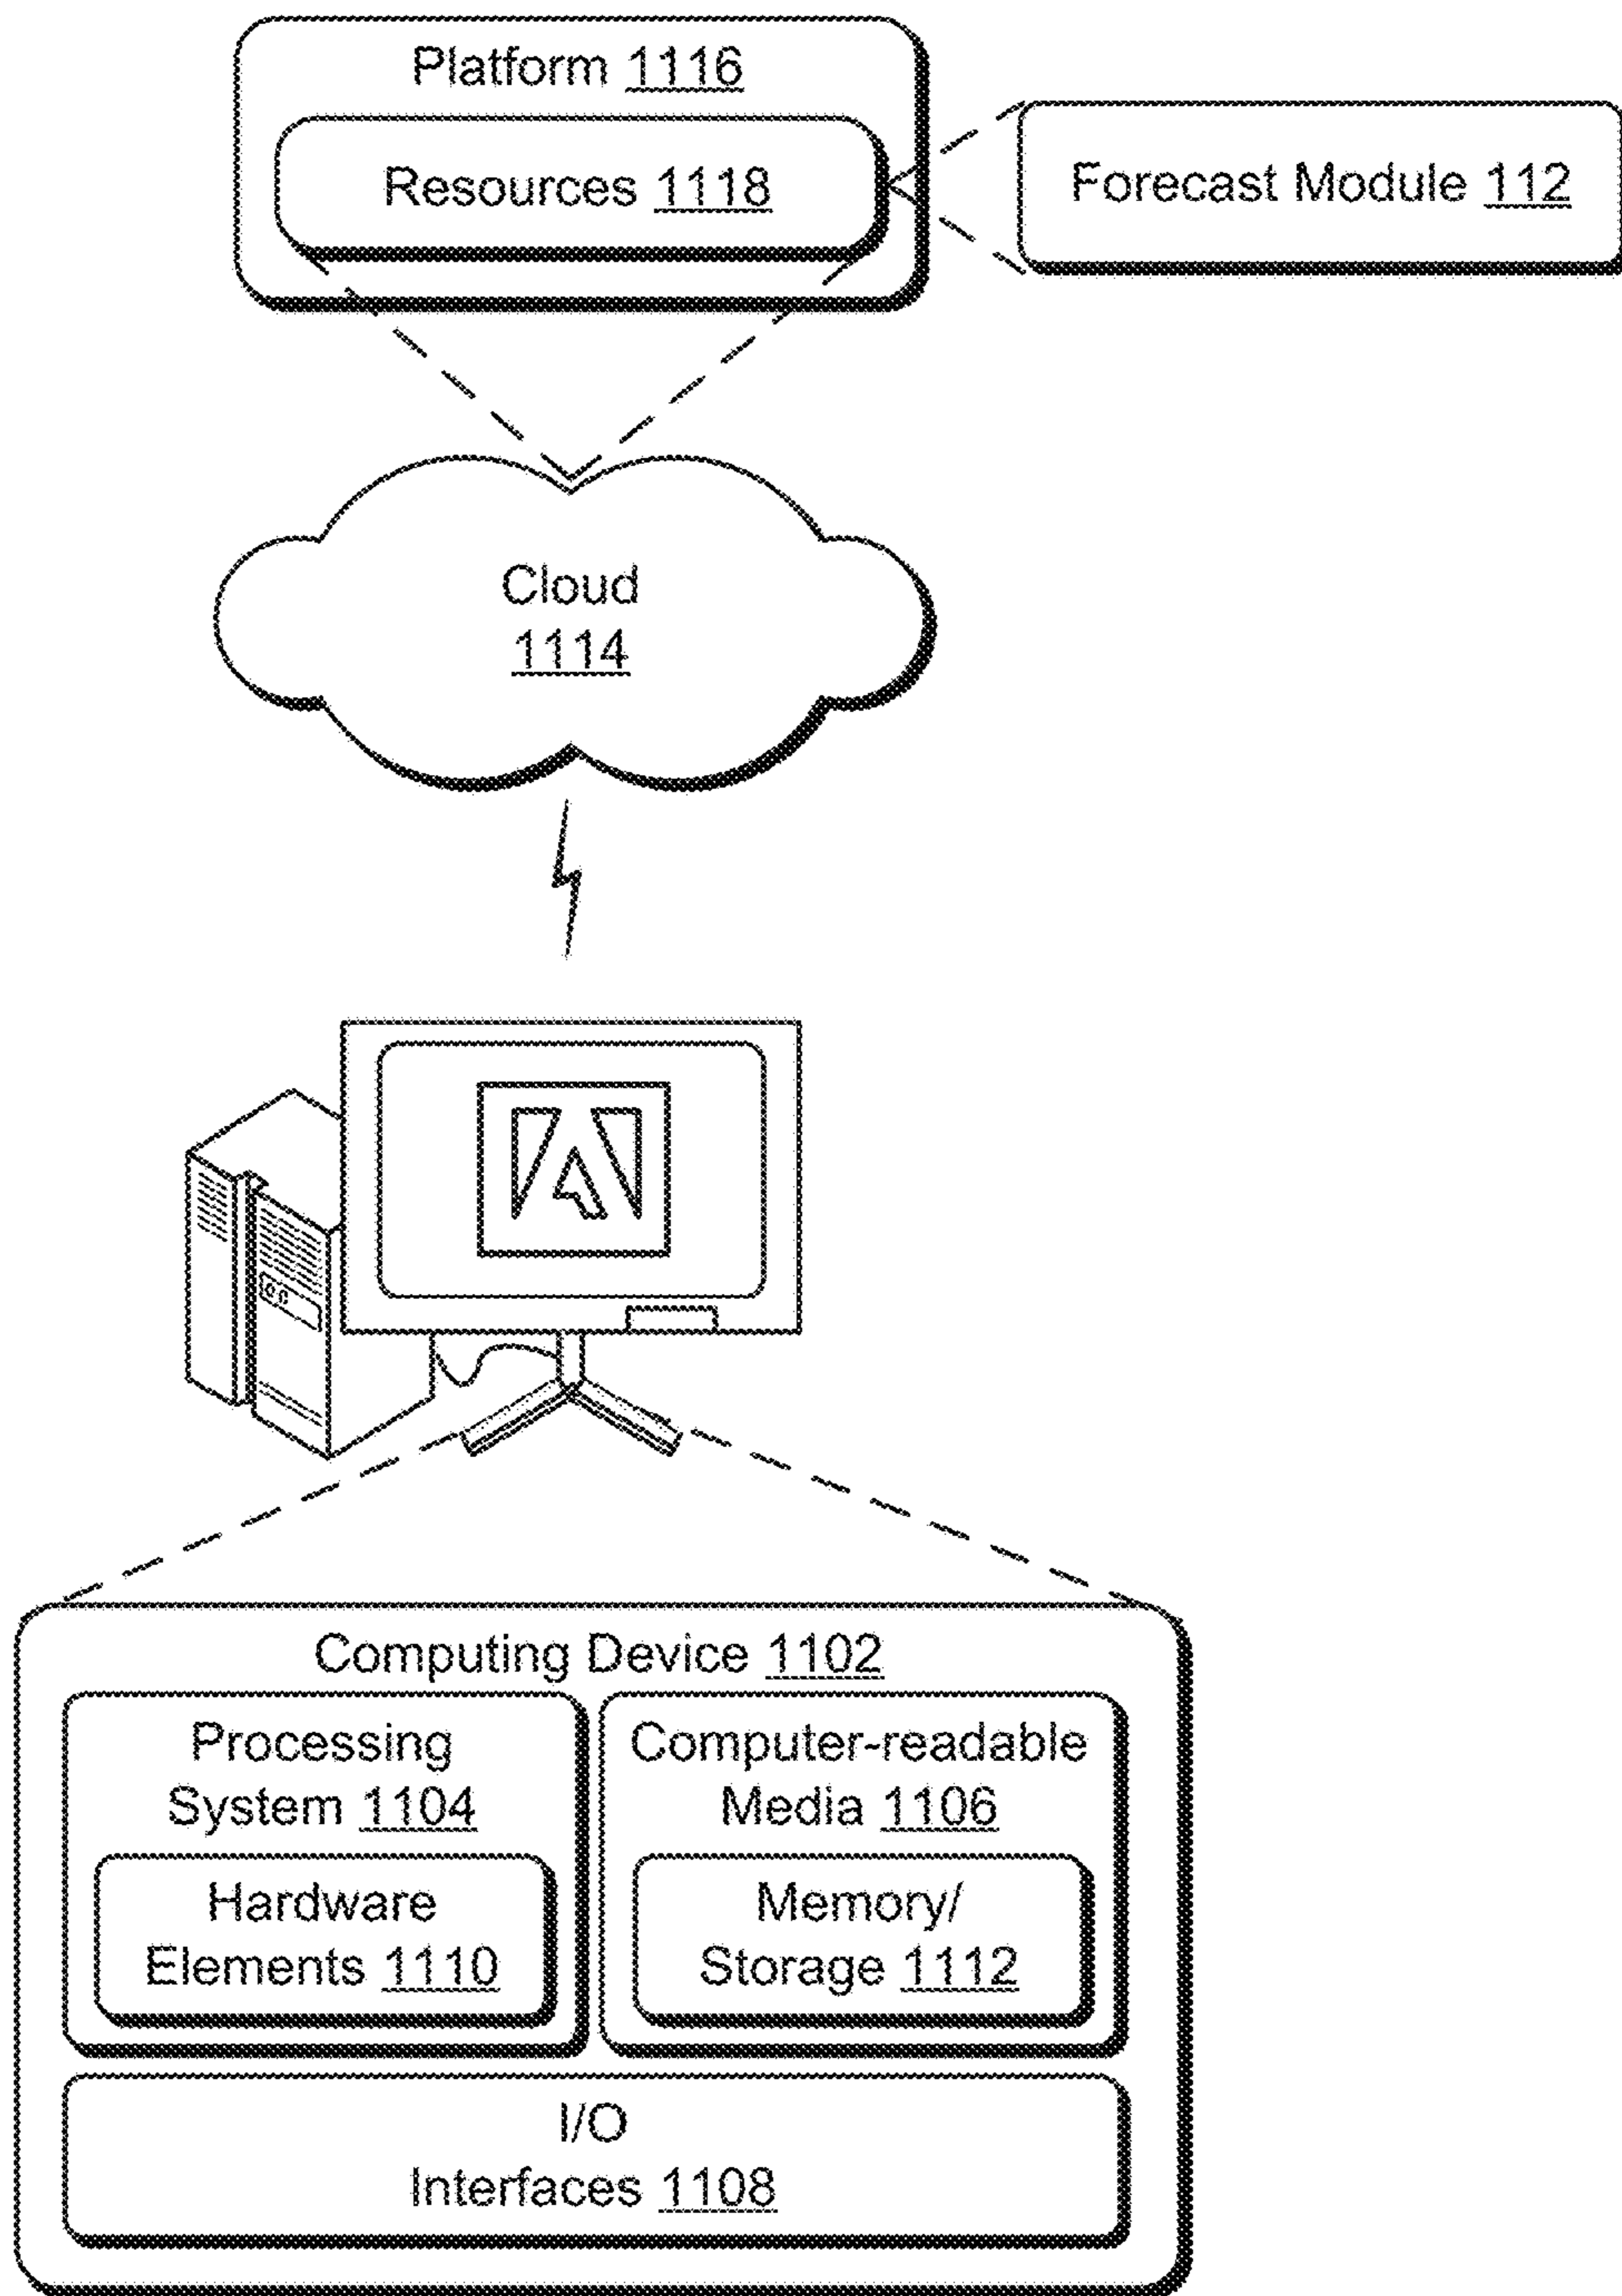 Platform 1116
Resources 1118
Forecast Module 112
Cloud
1114
Computing Device 1102
Processing
System 1104
Hardware
Elements 1110
Computer-readable
Media 1106
Memory/
Storage 1112
I/O
Interfaces 1108